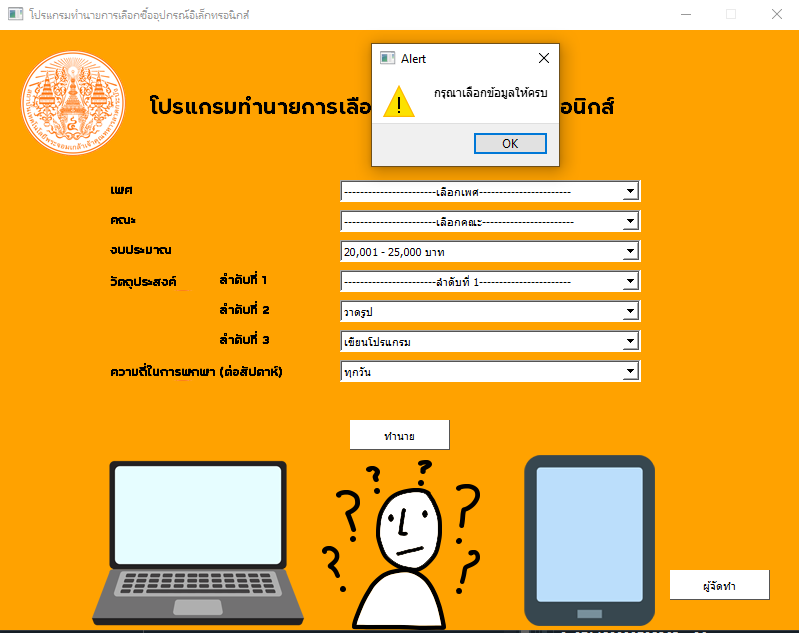 โปรแกรมทำนายการเลือกซื้ออุปกรณ์อิเล็กทรอนิกส์
Alert
กรุณาเลือกข้อมูลให้ครบ
OK
โปรแกรมทำนายการเลือ
อนิกส์
เพศ
-----------------------เลือกเพศ-----------------------
คณะ
-----------------------เลือกคณะ-----------------------
งบประมาณ
20,001 - 25,000 บาท
วัตถุประสงค์ ลำดับที่ 1
-----------------------ลำดับที่ 1-----------------------
ลำดับที่ 2
วาดรูป
ลำดับที่ 3
เขียนโปรแกรม
ความถี่ในการพกพา (ต่อสัปดาห์)
ทุกวัน
ทำนาย
? ? ? ? ? ?
ผู้จัดทำ